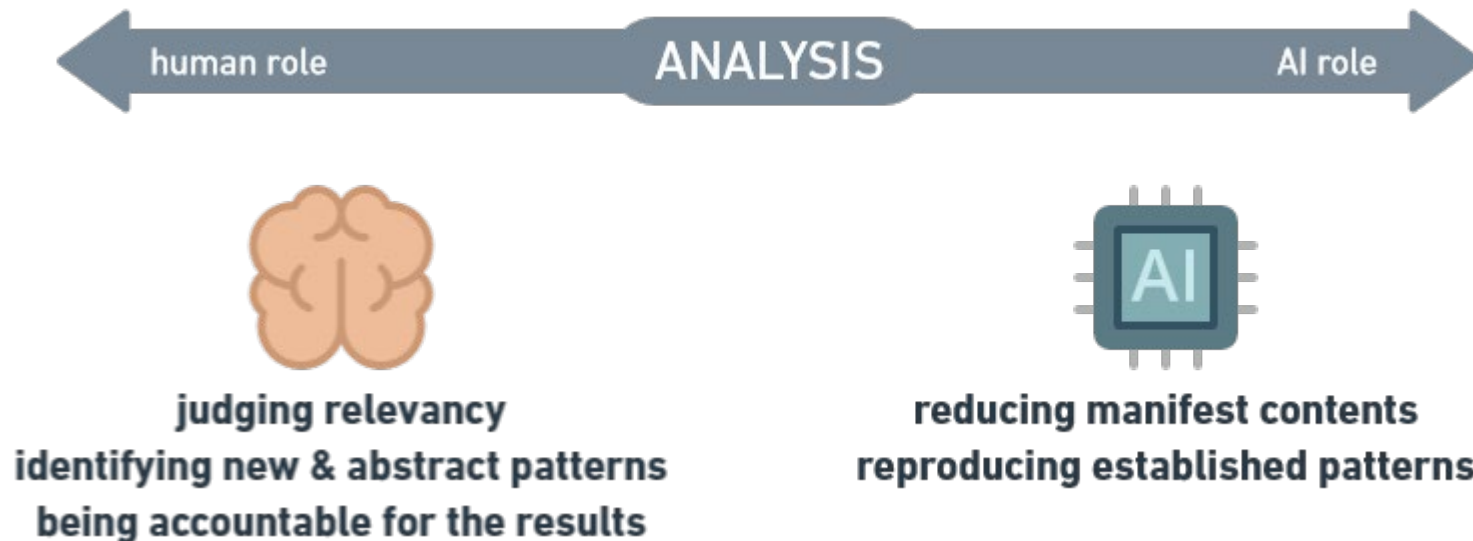 human role ANALYSIS AI role
AI
judging relevancy
identifying new & abstract patterns
being accountable for the results
reducing manifest contents
reproducing established patterns